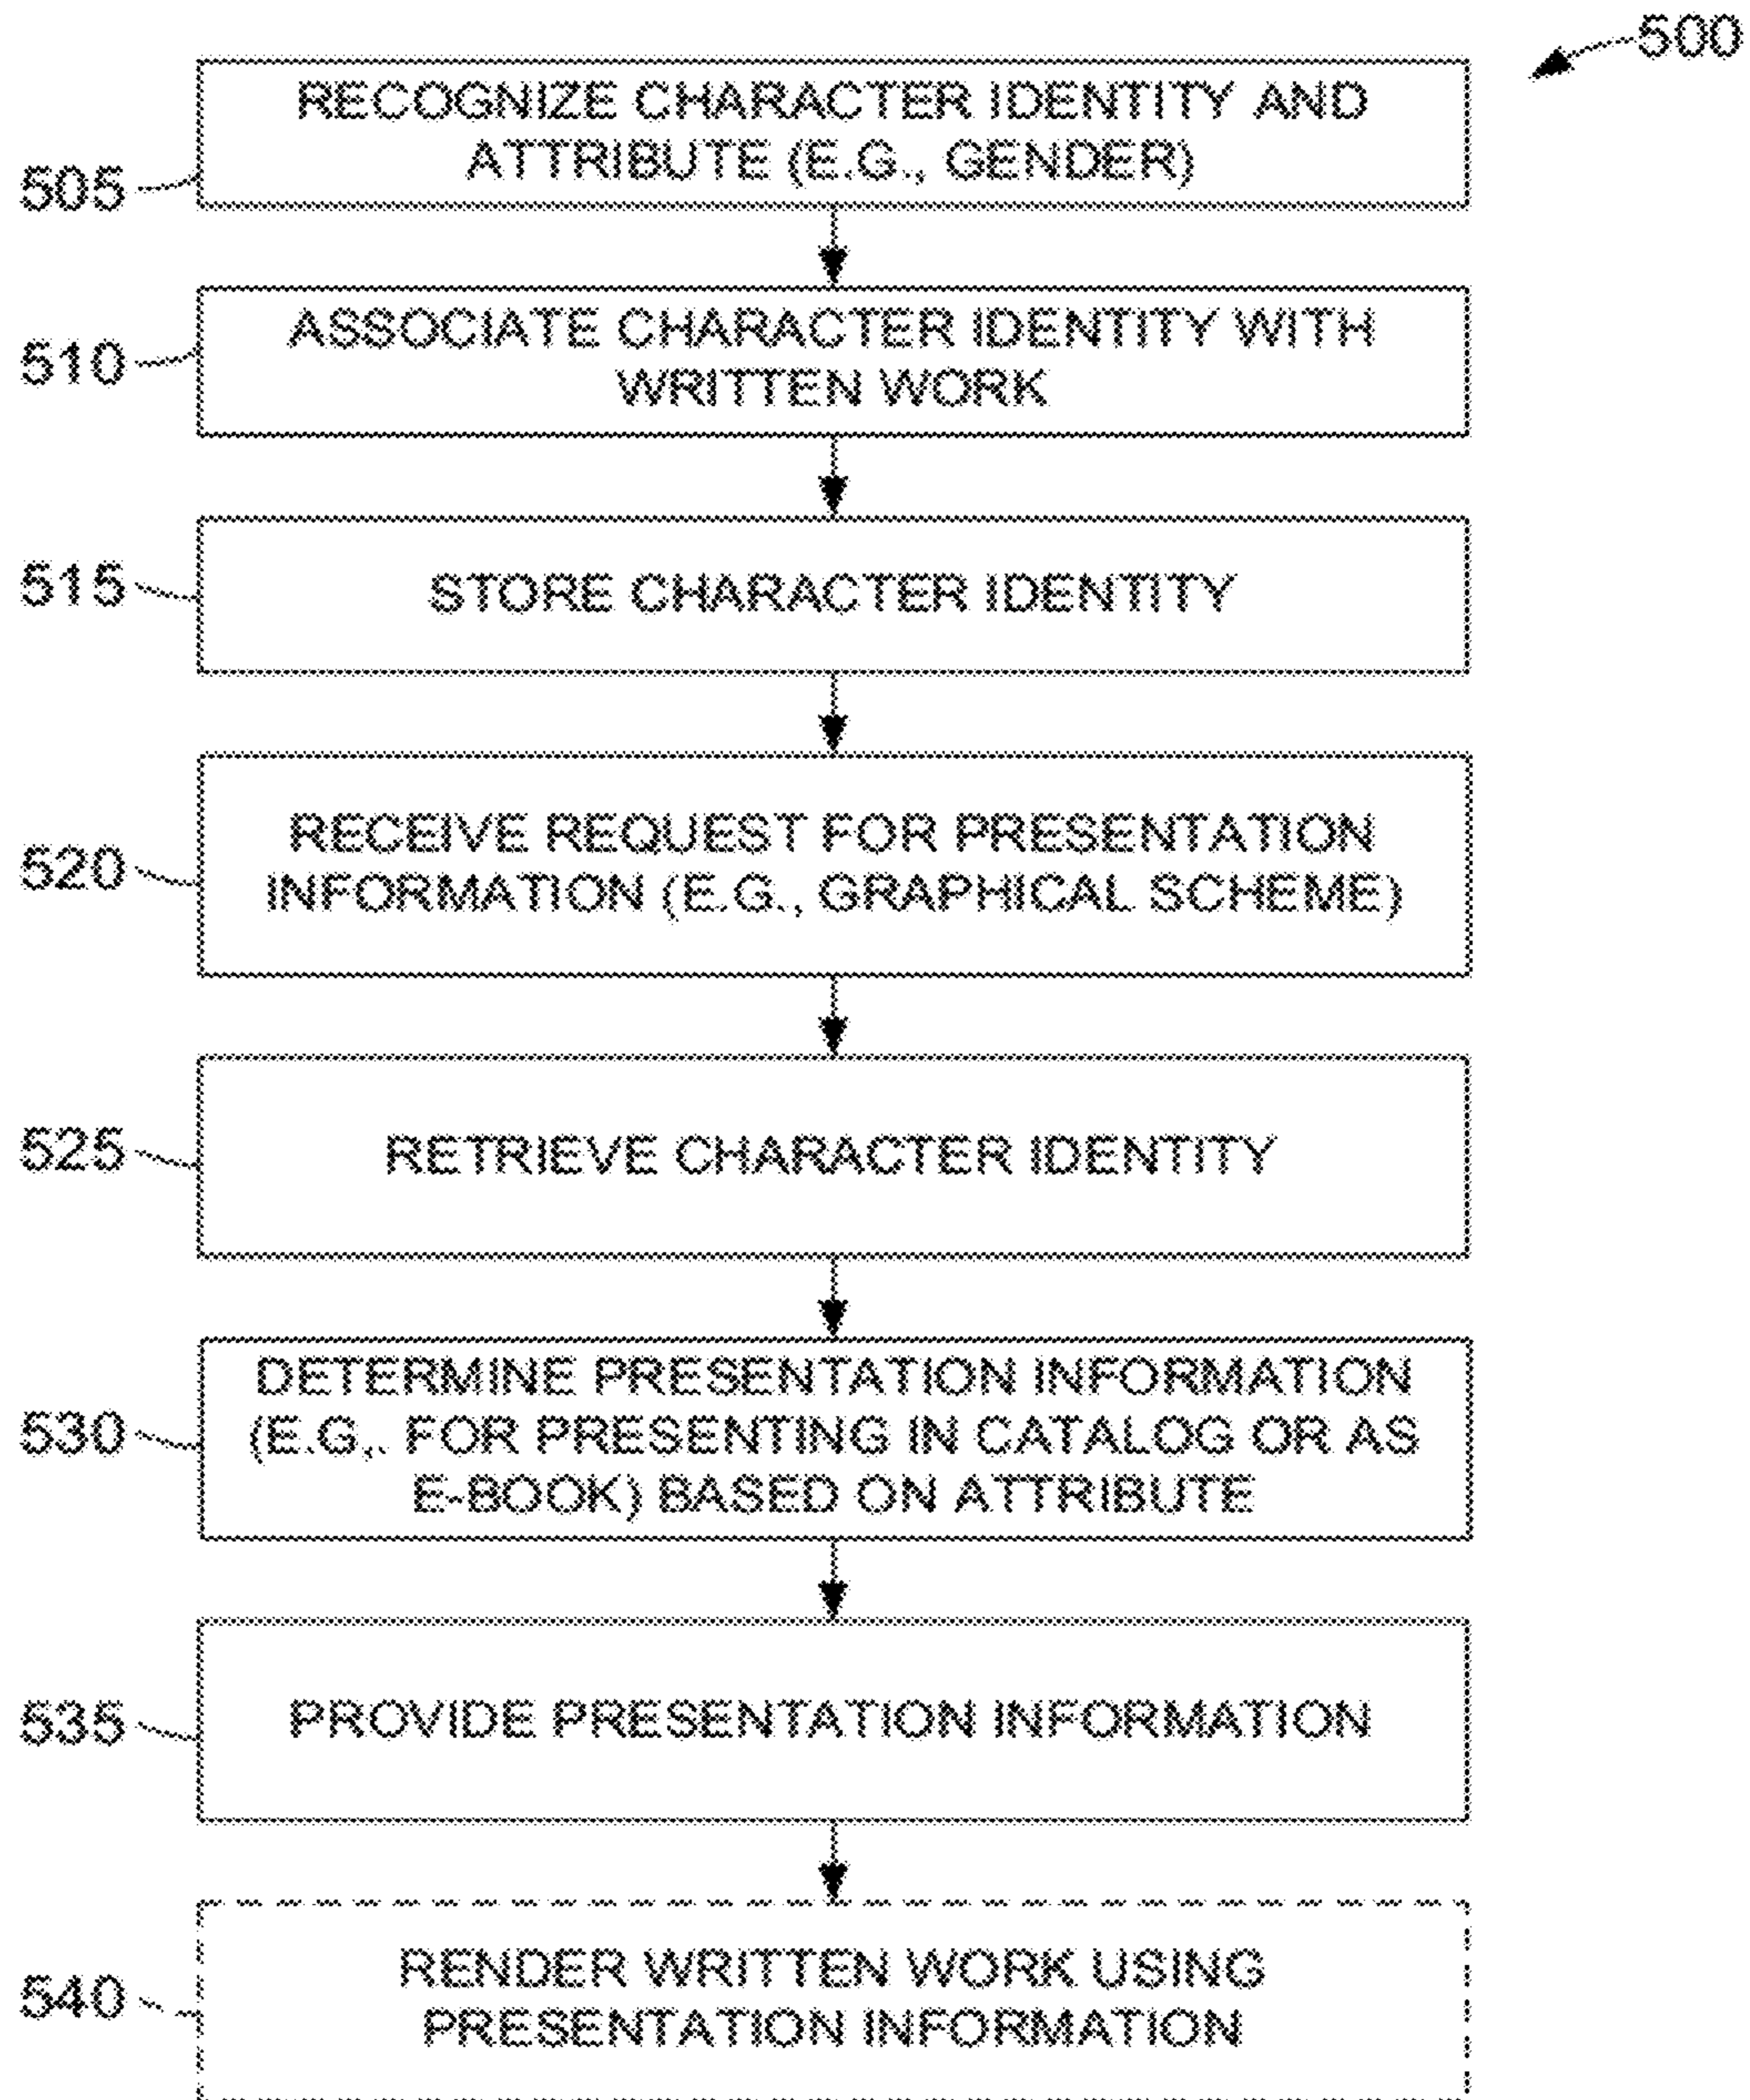 500
RECOGNIZE CHARACTER IDENTITY AND
ATTRIBUTE (E.G., GENDER)
505
ASSOCIATE CHARACTER IDENTITY WITH
WRITTEN WORK
510
STORE CHARACTER IDENTITY
515
RECEIVE REQUEST FOR PRESENTATION
INFORMATION (E.G., GRAPHICAL SCHEME)
520
RETRIEVE CHARACTER IDENTITY
525
DETERMINE PRESENTATION INFORMATION
(E.G,. FOR PRESENTING IN CATALOG OR AS
E-BOOK) BASED ON ATTRIBUTE
530
PROVIDE PRESENTATION INFORMATION
535
RENDER WRITTEN WORK USING
PRESENTATION INFORMATION
540